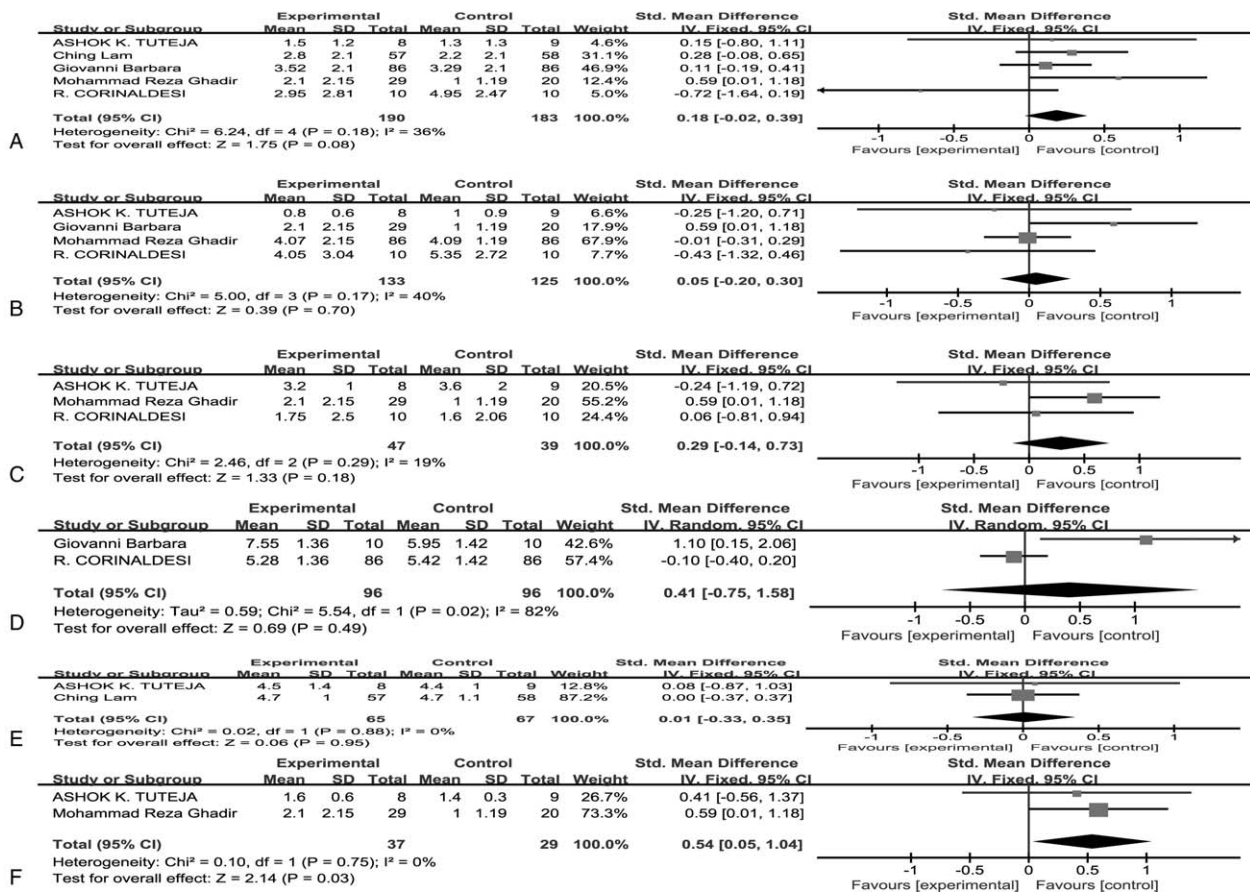 Experimental Control Std. Mean Difference Std. Mean Difference
Study or Subgroup Mean SD Total Mean SD Total Weight IV. Fixed. 95% CI IV. Fixed. 95% CI
ASHOK K. TUTEJA 1.5 1.2 8 1.3 1.3 9 4.6% 0.15 [-0.80, 1.11]
Ching Lam 2.8 2.1 57 2.2 2.1 58 31.1% 0.28 [-0.08, 0.65]
Giovanni Barbara 3.52 2.1 86 3.29 2.1 86 46.9% 0.11 [-0.19, 0.41]
Mohammad Reza Ghadir 2.1 2.15 29 1 1.19 20 12.4% 0.59 [0.01, 1.18]
R. CORINALDESI 2.95 2.81 10 4.95 2.47 10 5.0% -0.72 [-1.64, 0.19]
Total (95% CI) 190 183 100.0% 0.18 [-0.02, 0.39]
Heterogeneity: Chi² = 6.24, df = 4 (P = 0.18); I² = 36%
Test for overall effect: Z = 1.75 (P = 0.08)
-1 -0.5 0 0.5 1
Favours [experimental] Favours [control]
A
Experimental Control Std. Mean Difference Std. Mean Difference
Study or Subgroup Mean SD Total Mean SD Total Weight IV. Fixed. 95% CI IV. Fixed. 95% CI
ASHOK K. TUTEJA 0.8 0.6 8 1 0.9 9 6.6% -0.25 [-1.20, 0.71]
Giovanni Barbara 2.1 2.15 29 1 1.19 20 17.9% 0.59 [0.01, 1.18]
Mohammad Reza Ghadir 4.07 2.15 86 4.09 1.19 86 67.9% -0.01 [-0.31, 0.29]
R. CORINALDESI 4.05 3.04 10 5.35 2.72 10 7.7% -0.43 [-1.32, 0.46]
Total (95% CI) 133 125 100.0% 0.05 [-0.20, 0.30]
Heterogeneity: Chi² = 5.00, df = 3 (P = 0.17); I² = 40%
Test for overall effect: Z = 0.39 (P = 0.70)
-1 -0.5 0 0.5 1
Favours [experimental] Favours [control]
B
Experimental Control Std. Mean Difference Std. Mean Difference
Study or Subgroup Mean SD Total Mean SD Total Weight IV. Fixed. 95% CI IV. Fixed. 95% CI
ASHOK K. TUTEJA 3.2 1 8 3.6 2 9 20.5% -0.24 [-1.19, 0.72]
Mohammad Reza Ghadir 2.1 2.15 29 1 1.19 20 55.2% 0.59 [0.01, 1.18]
R. CORINALDESI 1.75 2.5 10 1.6 2.06 10 24.4% 0.06 [-0.81, 0.94]
Total (95% CI) 47 39 100.0% 0.29 [-0.14, 0.73]
Heterogeneity: Chi² = 2.46, df = 2 (P = 0.29); I² = 19%
Test for overall effect: Z = 1.33 (P = 0.18)
-1 -0.5 0 0.5 1
Favours [experimental] Favours [control]
C
Experimental Control Std. Mean Difference Std. Mean Difference
Study or Subgroup Mean SD Total Mean SD Total Weight IV. Random. 95% CI IV. Random. 95% CI
Giovanni Barbara 7.55 1.36 10 5.95 1.42 10 42.6% 1.10 [0.15, 2.06]
R. CORINALDESI 5.28 1.36 86 5.42 1.42 86 57.4% -0.10 [-0.40, 0.20]
Total (95% CI) 96 96 100.0% 0.41 [-0.75, 1.58]
Heterogeneity: Tau² = 0.59; Chi² = 5.54, df = 1 (P = 0.02); I² = 82%
Test for overall effect: Z = 0.69 (P = 0.49)
-1 -0.5 0 0.5 1
Favours [experimental] Favours [control]
D
Experimental Control Std. Mean Difference Std. Mean Difference
Study or Subgroup Mean SD Total Mean SD Total Weight IV. Fixed. 95% CI IV. Fixed. 95% CI
ASHOK K. TUTEJA 4.5 1.4 8 4.4 1 9 12.8% 0.08 [-0.87, 1.03]
Ching Lam 4.7 1 57 4.7 1.1 58 87.2% 0.00 [-0.37, 0.37]
Total (95% CI) 65 67 100.0% 0.01 [-0.33, 0.35]
Heterogeneity: Chi² = 0.02, df = 1 (P = 0.88); I² = 0%
Test for overall effect: Z = 0.06 (P = 0.95)
-1 -0.5 0 0.5 1
Favours [experimental] Favours [control]
E
Experimental Control Std. Mean Difference Std. Mean Difference
Study or Subgroup Mean SD Total Mean SD Total Weight IV. Fixed. 95% CI IV. Fixed. 95% CI
ASHOK K. TUTEJA 1.6 0.6 8 1.4 0.3 9 26.7% 0.41 [-0.56, 1.37]
Mohammad Reza Ghadir 2.1 2.15 29 1 1.19 20 73.3% 0.59 [0.01, 1.18]
Total (95% CI) 37 29 100.0% 0.54 [0.05, 1.04]
Heterogeneity: Chi² = 0.10, df = 1 (P = 0.75); I² = 0%
Test for overall effect: Z = 2.14 (P = 0.03)
-1 -0.5 0 0.5 1
Favours [experimental] Favours [control]
F